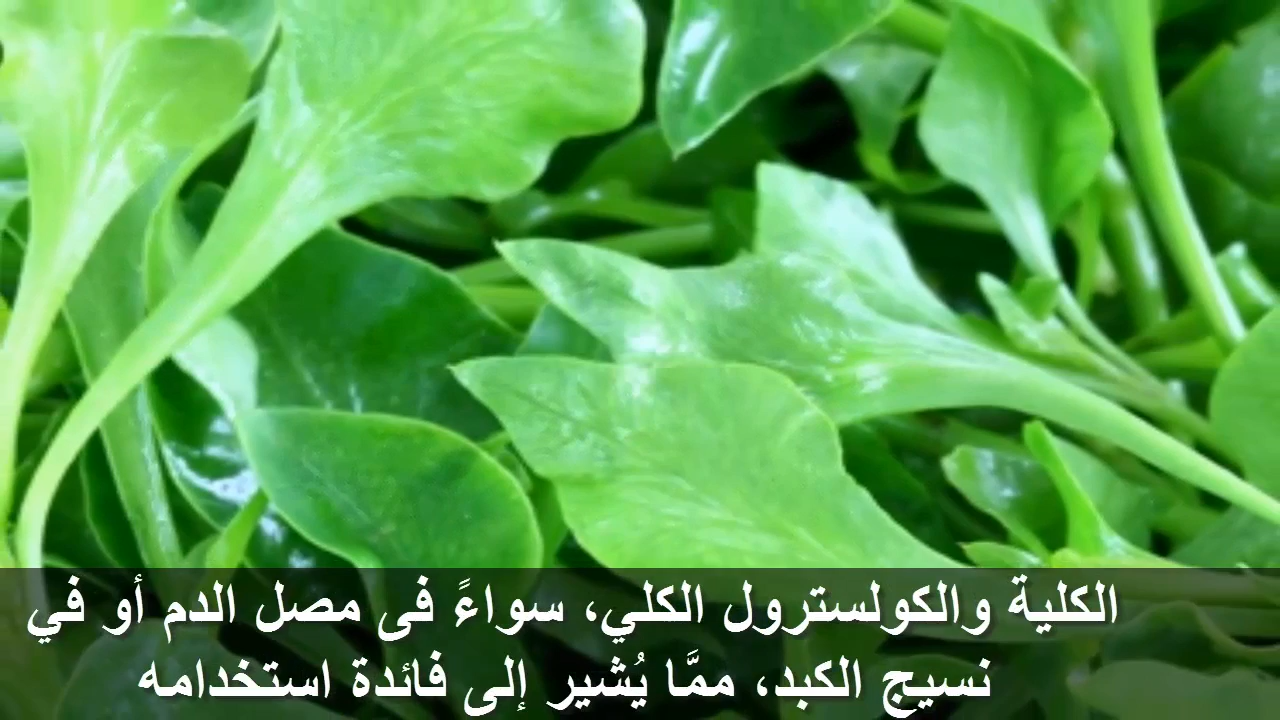 الكلية والكولسترول الكلي، سواءً فى مصل الدم أو في
نسيج الكبد، ممَّا يُشير إلى فائدة استخدامه